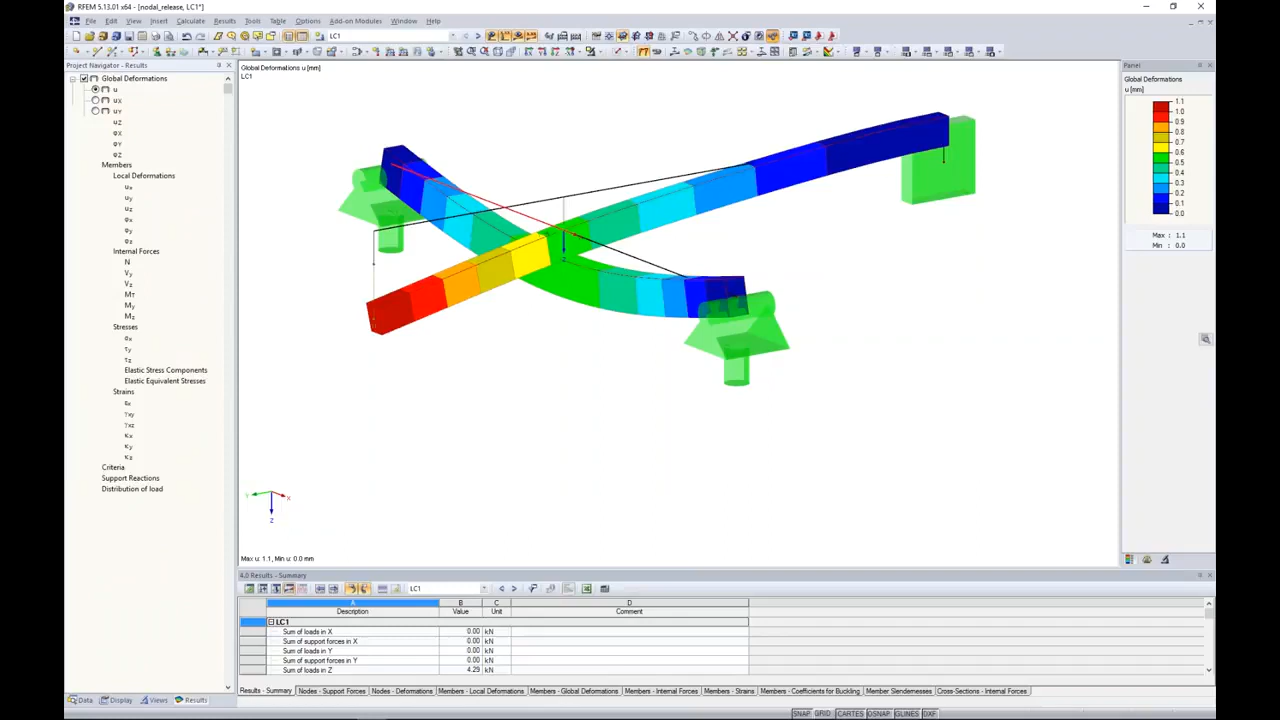 RFEM 5.13.01 x64 - [nodal_release, LC1*]
File Edit View Insert Calculate Results Tools Table Options Add-on Modules Window Help
LC1
Project Navigator - Results
Global Deformations
u
uX
uY
uZ
φX
φY
φZ
Members
Local Deformations
ux
uy
uz
φx
φy
φz
Internal Forces
N
Vy
Vz
MT
My
Mz
Stresses
σx
τy
τz
Elastic Stress Components
Elastic Equivalent Stresses
Strains
εx
γxy
γxz
κx
κy
κz
Criteria
Support Reactions
Distribution of load
Data Display Views Results
Global Deformations u [mm]
LC1
Y X
Z
Max u: 1.1, Min u: 0.0 mm
Panel
Global Deformations
u [mm]
1.1
1.0
0.9
0.8
0.7
0.6
0.5
0.4
0.3
0.2
0.1
0.0
Max : 1.1
Min : 0.0
4.0 Results - Summary
LC1
A B C D
Description Value Unit Comment
LC1
Sum of loads in X 0.00 kN
Sum of support forces in X 0.00 kN
Sum of loads in Y 0.00 kN
Sum of support forces in Y 0.00 kN
Sum of loads in Z 4.29 kN
Results - Summary Nodes - Support Forces Nodes - Deformations Members - Local Deformations Members - Global Deformations Members - Internal Forces Members - Strains Members - Coefficients for Buckling Member Slendernesses Cross-Sections - Internal Forces
SNAP GRID CARTES OSNAP GLINES DXF